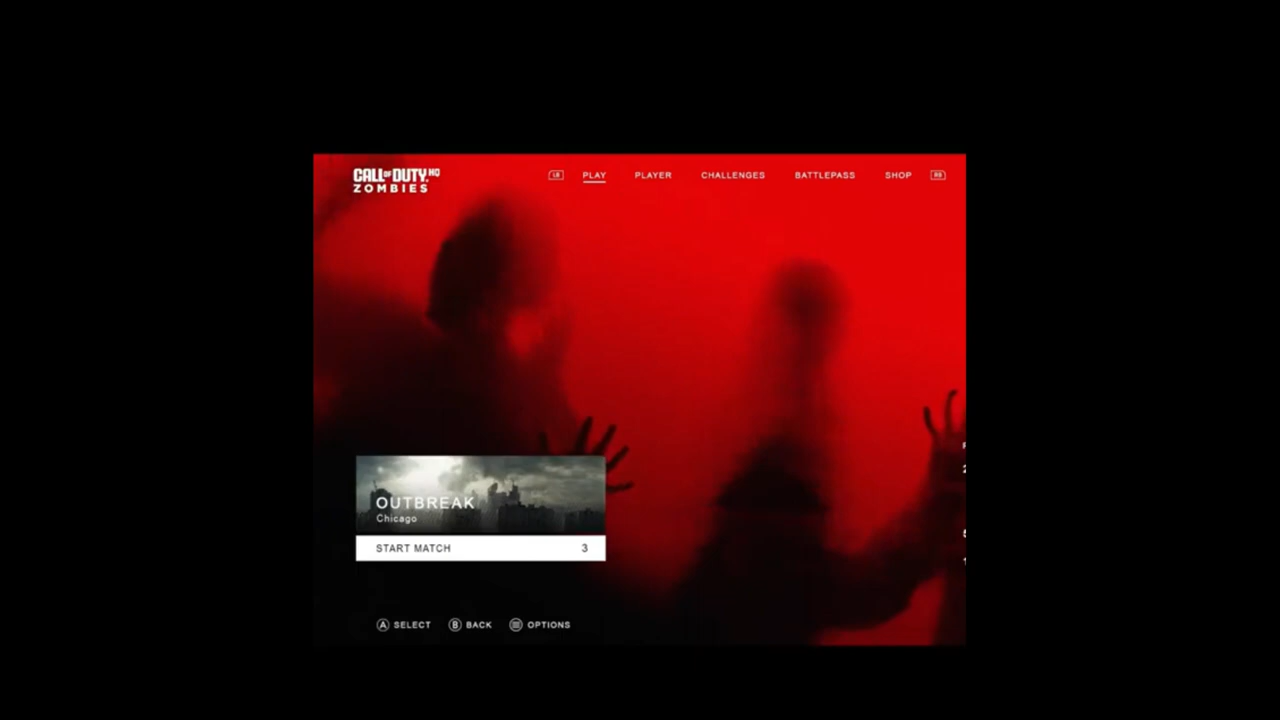 CALL OF DUTY HQ
ZOMBIES
LB PLAY PLAYER CHALLENGES BATTLEPASS SHOP RB
OUTBREAK
Chicago
START MATCH 3
A SELECT B BACK OPTIONS